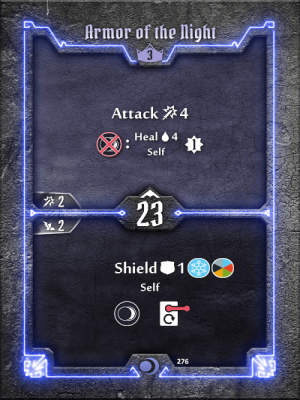 Armor of the Night
3
Attack 4
: Heal 4
Self
1
2
23
2
Shield 1
Self
276